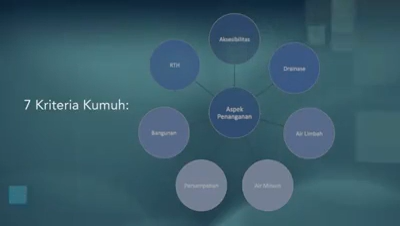 7 Kriteria Kumuh:
Aksesibilitas
RTH
Drainase
Aspek
Penanganan
Bangunan
Air Limbah
Persampahan
Air Minum